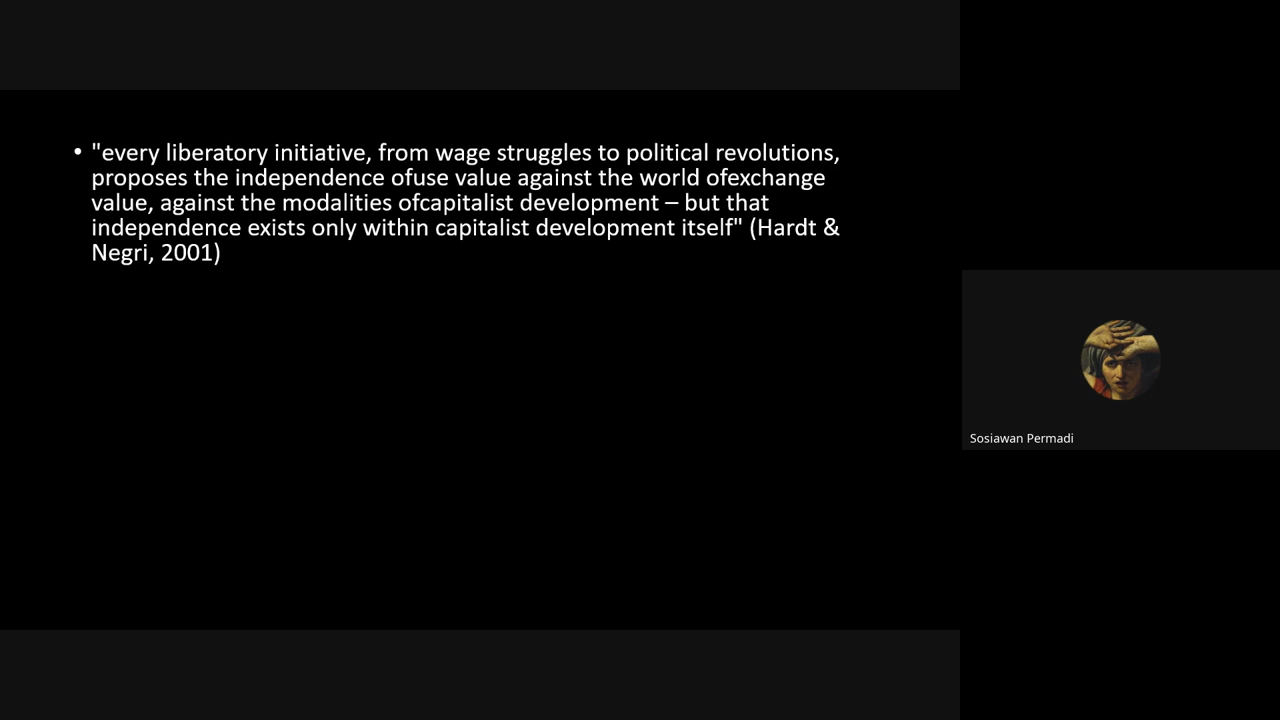 • "every liberatory initiative, from wage struggles to political revolutions,
proposes the independence ofuse value against the world ofexchange
value, against the modalities ofcapitalist development – but that
independence exists only within capitalist development itself" (Hardt &
Negri, 2001)
Sosiawan Permadi